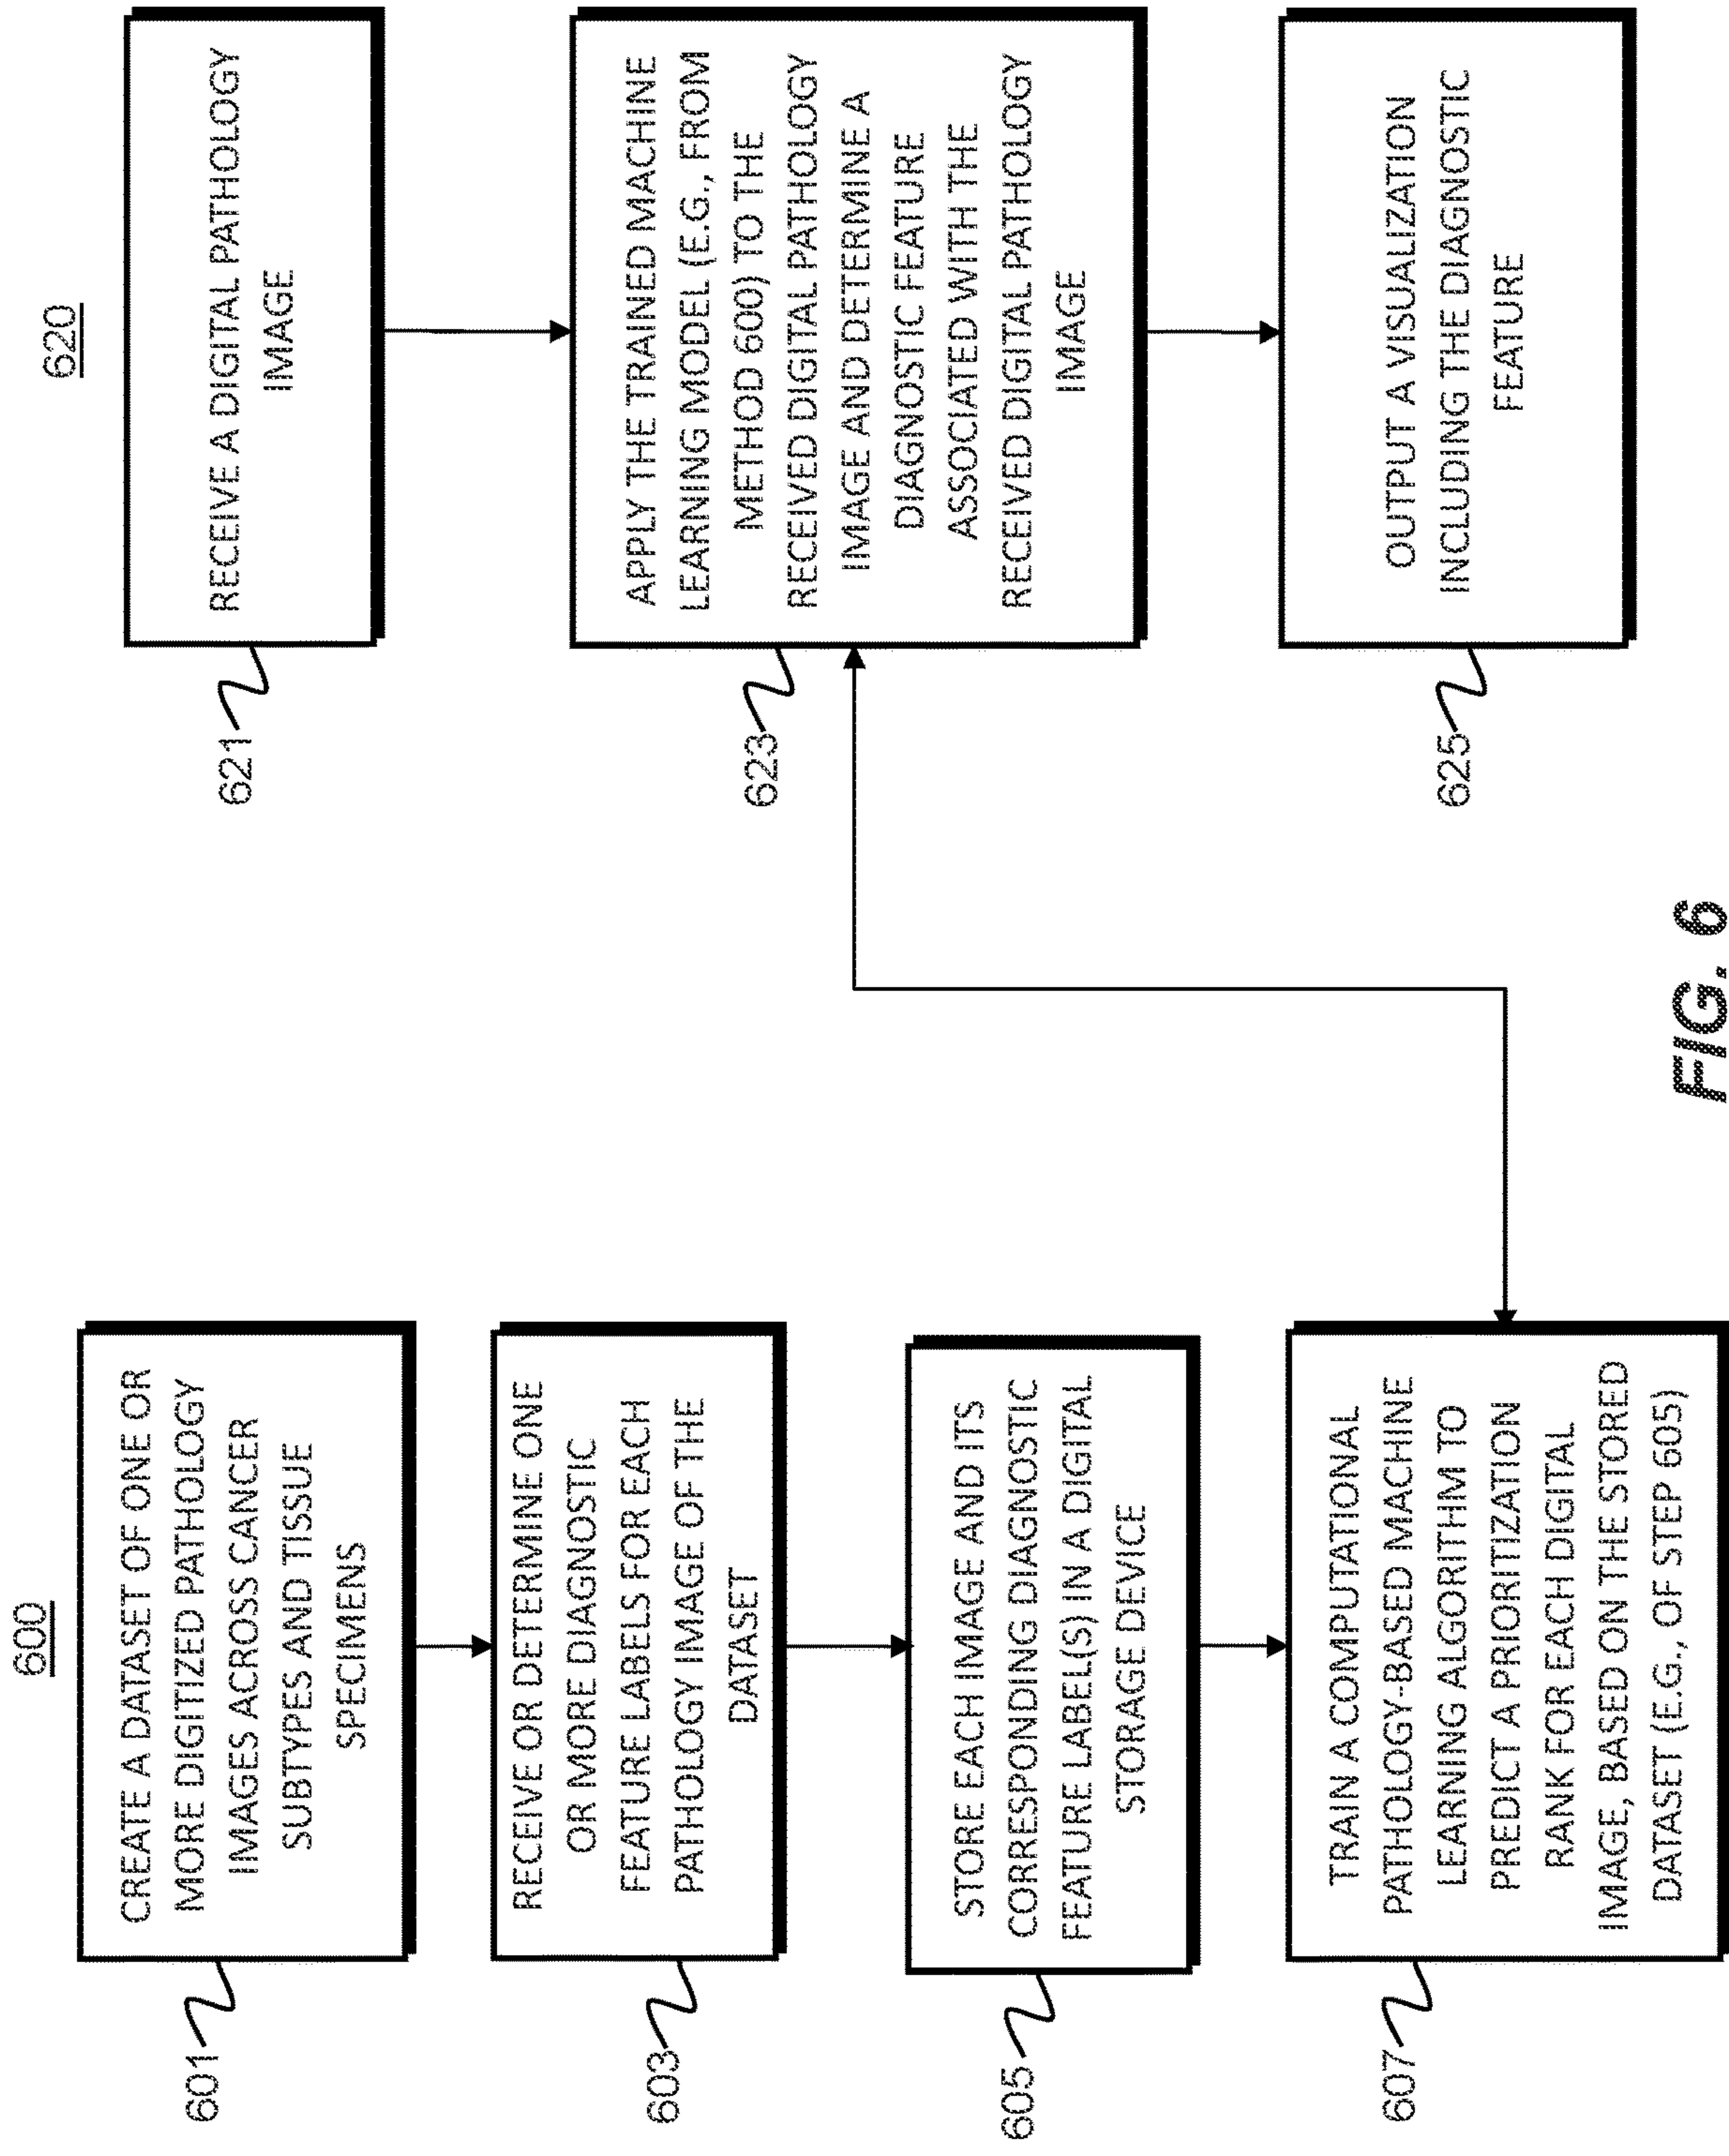 600
601
CREATE A DATASET OF ONE OR
MORE DIGITIZED PATHOLOGY
IMAGES ACROSS CANCER
SUBTYPES AND TISSUE
SPECIMENS
603
RECEIVE OR DETERMINE ONE
OR MORE DIAGNOSTIC
FEATURE LABELS FOR EACH
PATHOLOGY IMAGE OF THE
DATASET
605
STORE EACH IMAGE AND ITS
CORRESPONDING DIAGNOSTIC
FEATURE LABEL(S) IN A DIGITAL
STORAGE DEVICE
607
TRAIN A COMPUTATIONAL
PATHOLOGY-BASED MACHINE
LEARNING ALGORITHM TO
PREDICT A PRIORITIZATION
RANK FOR EACH DIGITAL
IMAGE, BASED ON THE STORED
DATASET (E.G., OF STEP 605)
620
621
RECEIVE A DIGITAL PATHOLOGY
IMAGE
623
APPLY THE TRAINED MACHINE
LEARNING MODEL (E.G., FROM
METHOD 600) TO THE
RECEIVED DIGITAL PATHOLOGY
IMAGE AND DETERMINE A
DIAGNOSTIC FEATURE
ASSOCIATED WITH THE
RECEIVED DIGITAL PATHOLOGY
IMAGE
625
OUTPUT A VISUALIZATION
INCLUDING THE DIAGNOSTIC
FEATURE
FIG. 6